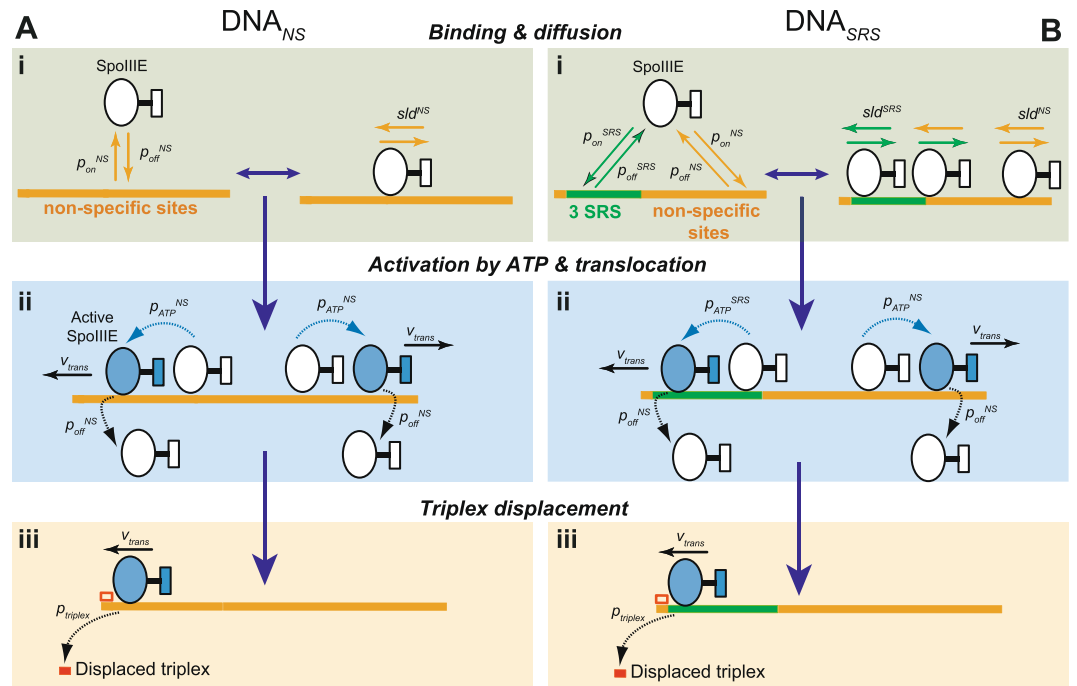 A
DNA_NS
DNA_SRS
B
Binding & diffusion
i
SpoIIIE
p_on^NS
p_off^NS
sld^NS
non-specific sites
i
SpoIIIE
p_on^SRS
p_off^SRS
p_on^NS
p_off^NS
sld^SRS
sld^NS
3 SRS
non-specific
sites
Activation by ATP & translocation
ii
Active
SpoIIIE
p_ATP^NS
p_ATP^NS
v_trans
v_trans
p_off^NS
p_off^NS
ii
p_ATP^SRS
p_ATP^NS
v_trans
v_trans
p_off^NS
p_off^NS
Triplex displacement
iii
v_trans
p_triplex
Displaced triplex
iii
v_trans
p_triplex
Displaced triplex